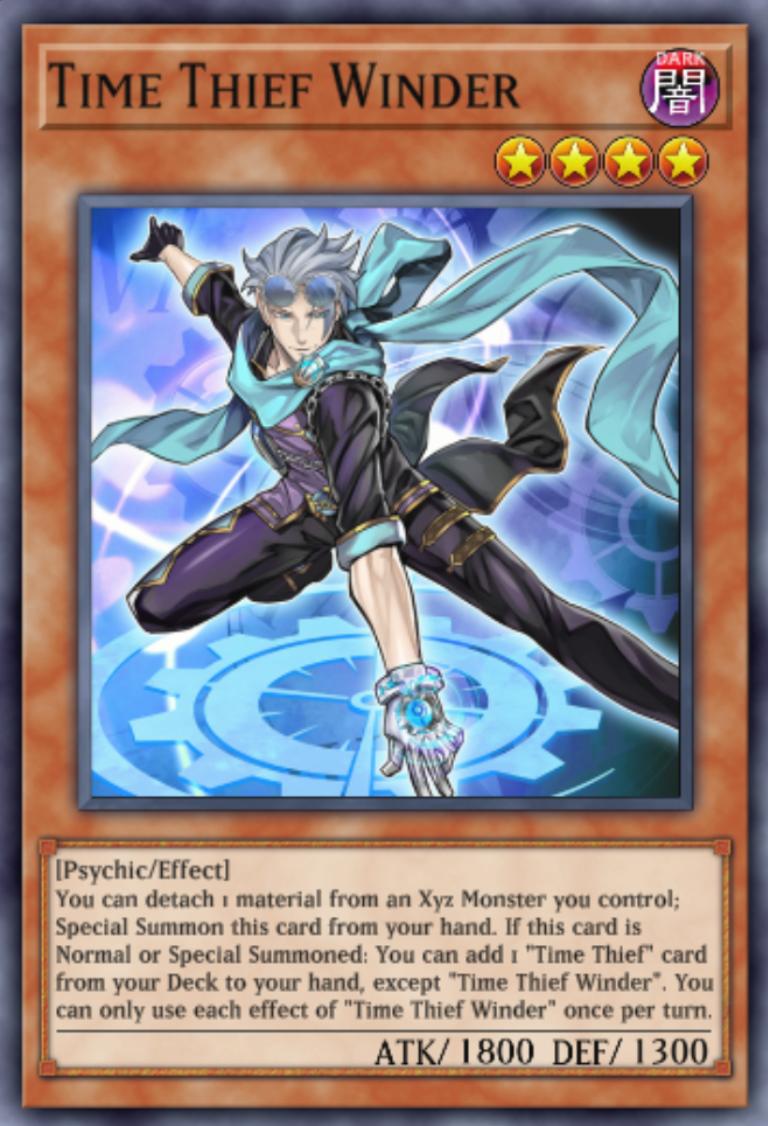 TIME THIEF WINDER
DARK
闇
[Psychic/Effect]
You can detach 1 material from an Xyz Monster you control;
Special Summon this card from your hand. If this card is
Normal or Special Summoned: You can add 1 "Time Thief" card
from your Deck to your hand, except "Time Thief Winder". You
can only use each effect of "Time Thief Winder" once per turn.
ATK/ 1800 DEF/ 1300